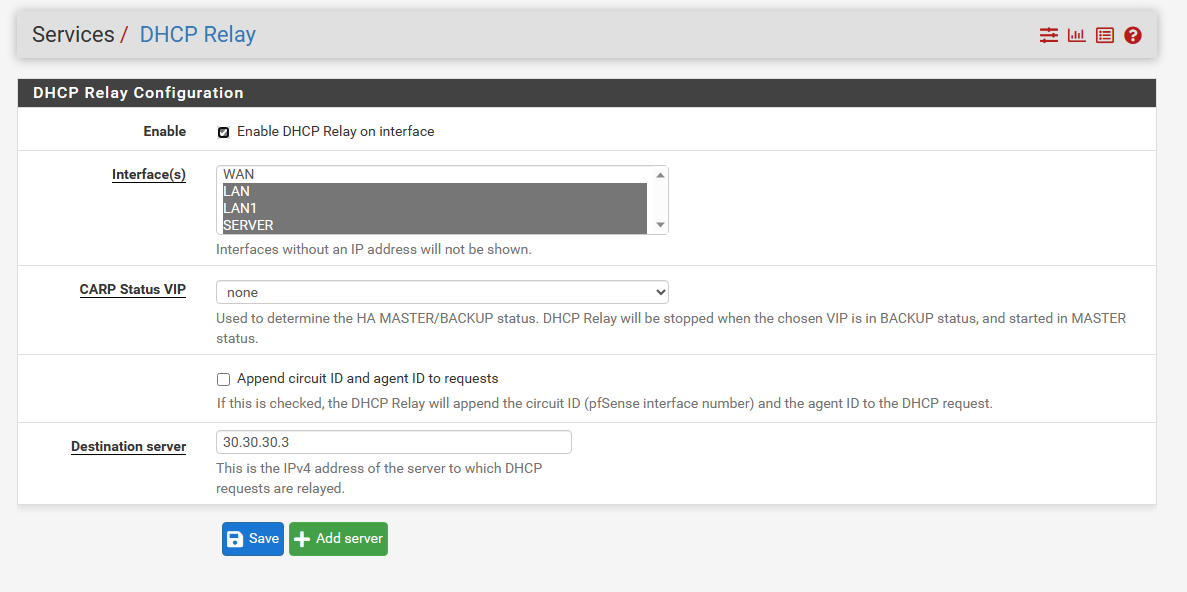 Services / DHCP Relay
DHCP Relay Configuration
Enable
Enable DHCP Relay on interface
Interface(s)
WAN
LAN
LAN1
SERVER
Interfaces without an IP address will not be shown.
CARP Status VIP
none
Used to determine the HA MASTER/BACKUP status. DHCP Relay will be stopped when the chosen VIP is in BACKUP status, and started in MASTER
status.
Append circuit ID and agent ID to requests
If this is checked, the DHCP Relay will append the circuit ID (pfSense interface number) and the agent ID to the DHCP request.
Destination server
30.30.30.3
This is the IPv4 address of the server to which DHCP
requests are relayed.
Save
Add server